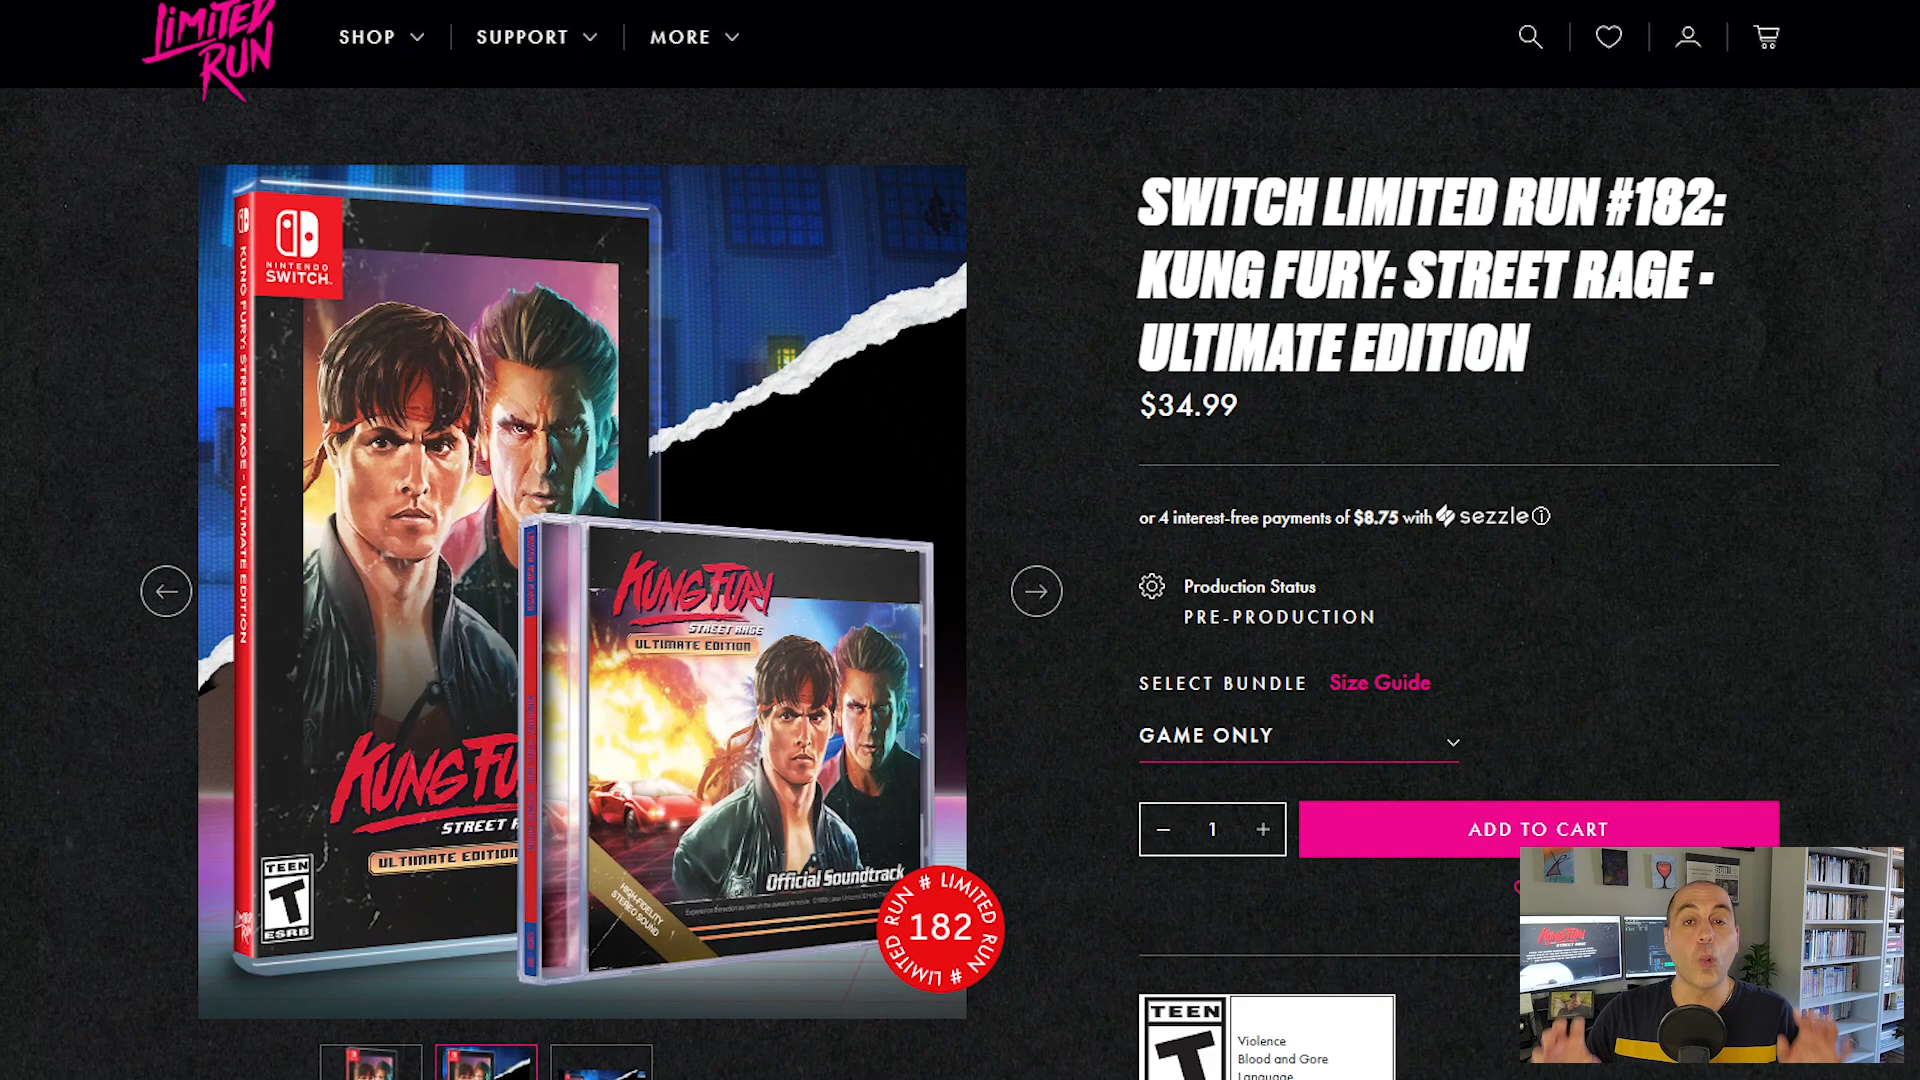 LIMITED RUN
SHOP
SUPPORT
MORE
SWITCH LIMITED RUN #182:
KUNG FURY: STREET RAGE -
ULTIMATE EDITION
$34.99
or 4 interest-free payments of $8.75 with sezzle
Production Status
PRE-PRODUCTION
SELECT BUNDLE Size Guide
GAME ONLY
1
ADD TO CART
TEEN
T
Violence
Blood and Gore
Language
NINTENDO
SWITCH
KUNG FURY: STREET RAGE - ULTIMATE EDITION
KUNG FU
STREET R
ULTIMATE EDITION
TEEN
T
ESRB
KUNG FURY
STREET RAGE
ULTIMATE EDITION
HIGH-FIDELITY
STEREO SOUND
Official Soundtrack
LIMITED RUN # LIMITED RUN #
182
KUNG FURY
STREET RAGE